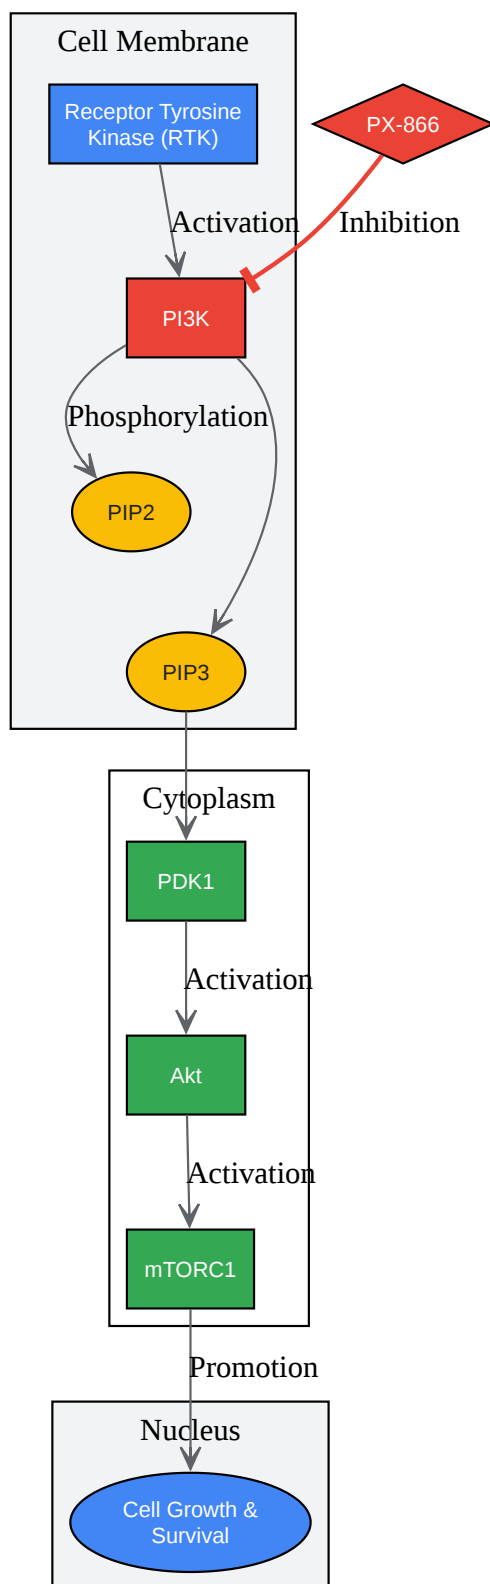 Cell Membrane
Receptor Tyrosine
Kinase (RTK)
PX-866
Activation
Inhibition
PI3K
Phosphorylation
PIP2
PIP3
Cytoplasm
PDK1
Activation
Akt
Activation
mTORC1
Promotion
Nucleus
Cell Growth &
Survival